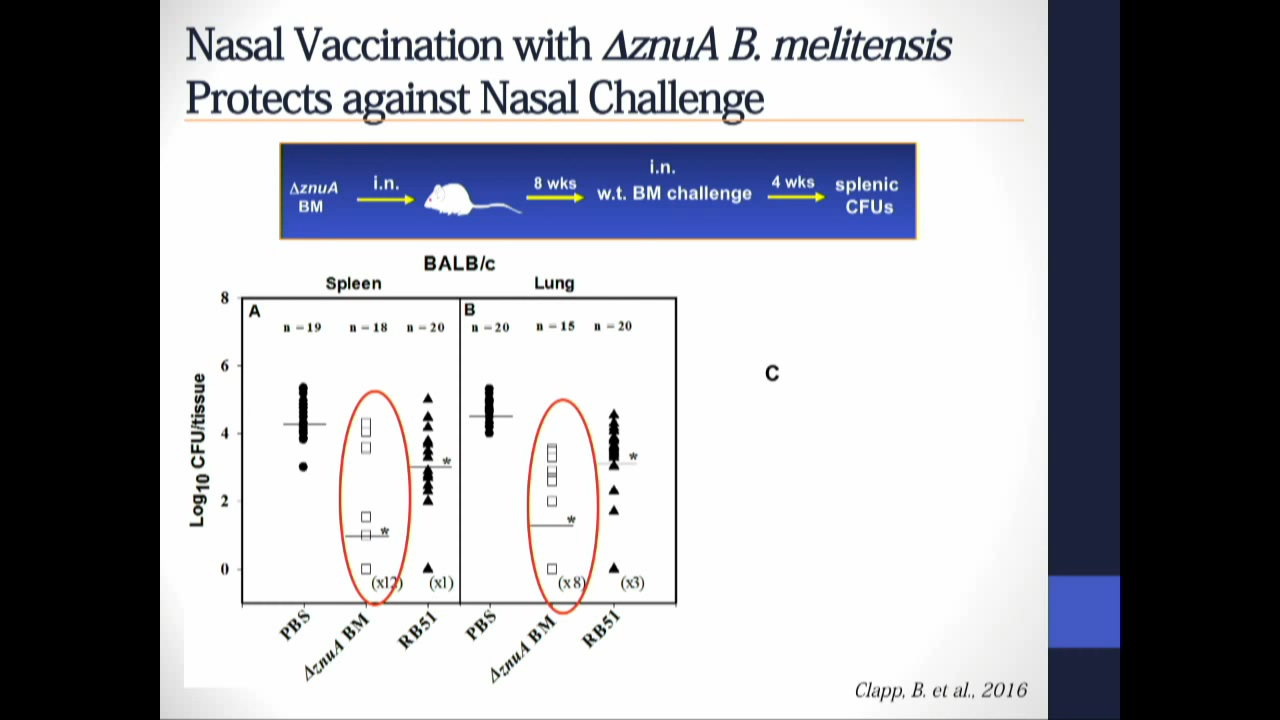 Nasal Vaccination with ΔznuA B. melitensis
Protects against Nasal Challenge
ΔznuA
BM
i.n.
8 wks
i.n.
w.t. BM challenge
4 wks
splenic
CFUs
BALB/c
Spleen
Lung
A
B
n = 19
n = 18
n = 20
n = 20
n = 15
n = 20
C
8
6
4
2
0
Log10 CFU/tissue
*
*
*
*
(x12)
(x1)
(x8)
(x3)
PBS
ΔznuA BM
RB51
PBS
ΔznuA BM
RB51
Clapp, B. et al., 2016